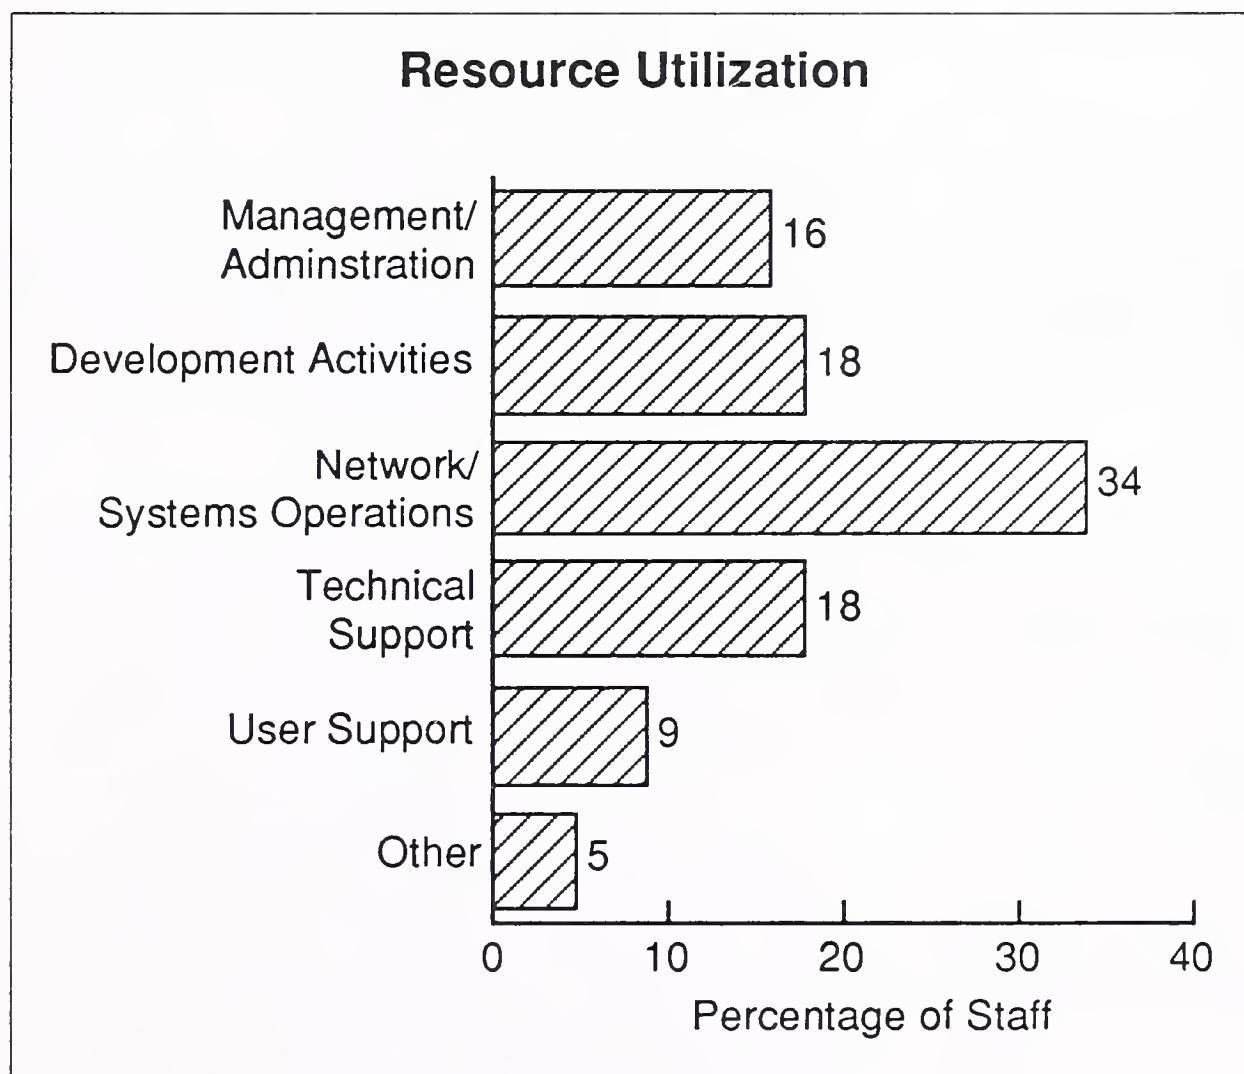 Resource Utilization
Management/
Adminstration
16
Development Activities
18
Network/
Systems Operations
34
Technical
Support
18
User Support
9
Other
5
0 10 20 30 40
Percentage of Staff